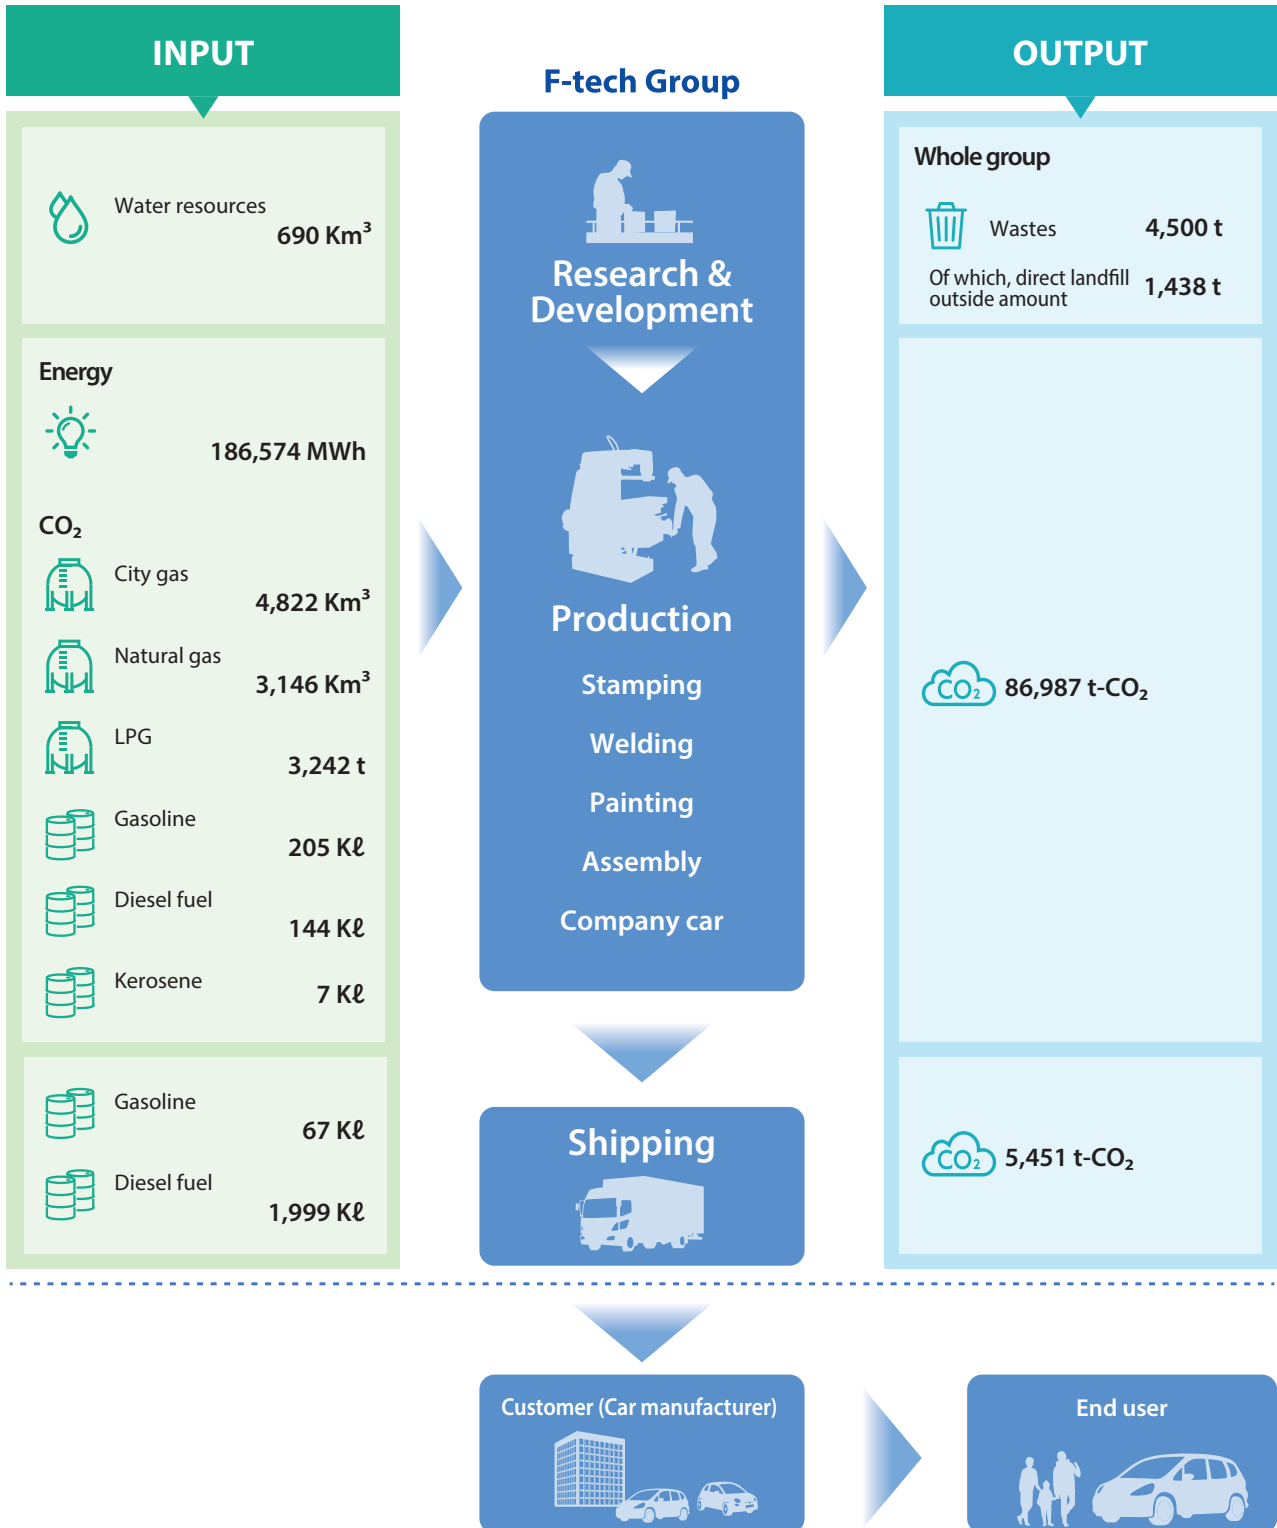 INPUT
Water resources
690 Km³
Energy
186,574 MWh
CO₂
City gas
4,822 Km³
Natural gas
3,146 Km³
LPG
3,242 t
Gasoline
205 Kℓ
Diesel fuel
144 Kℓ
Kerosene
7 Kℓ
Gasoline
67 Kℓ
Diesel fuel
1,999 Kℓ
F-tech Group
Research &
Development
Production
Stamping
Welding
Painting
Assembly
Company car
Shipping
OUTPUT
Whole group
Wastes 4,500 t
Of which, direct landfill
outside amount 1,438 t
CO₂ 86,987 t-CO₂
CO₂ 5,451 t-CO₂
Customer (Car manufacturer)
End user